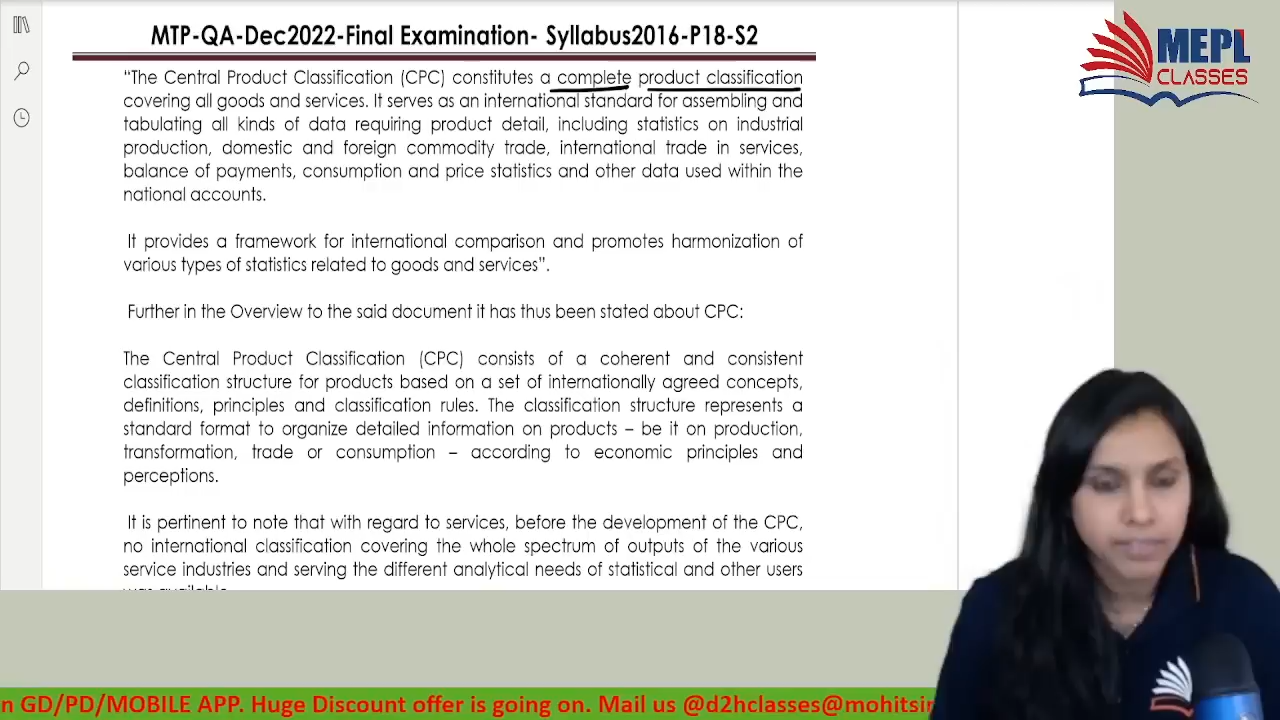 MTP-QA-Dec2022-Final Examination- Syllabus2016-P18-S2
MEPL
CLASSES
“The Central Product Classification (CPC) constitutes a complete product classification
covering all goods and services. It serves as an international standard for assembling and
tabulating all kinds of data requiring product detail, including statistics on industrial
production, domestic and foreign commodity trade, international trade in services,
balance of payments, consumption and price statistics and other data used within the
national accounts.
It provides a framework for international comparison and promotes harmonization of
various types of statistics related to goods and services”.
Further in the Overview to the said document it has thus been stated about CPC:
The Central Product Classification (CPC) consists of a coherent and consistent
classification structure for products based on a set of internationally agreed concepts,
definitions, principles and classification rules. The classification structure represents a
standard format to organize detailed information on products – be it on production,
transformation, trade or consumption – according to economic principles and
perceptions.
It is pertinent to note that with regard to services, before the development of the CPC,
no international classification covering the whole spectrum of outputs of the various
service industries and serving the different analytical needs of statistical and other users
n GD/PD/MOBILE APP. Huge Discount offer is going on. Mail us @d2hclasses@mohitsir